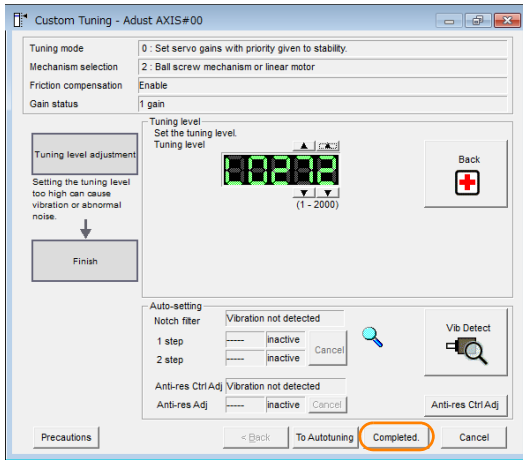 Custom Tuning - Adust AXIS#00
Tuning mode
0 : Set servo gains with priority given to stability.
Mechanism selection
2 : Ball screw mechanism or linear motor
Friction compensation
Enable
Gain status
1 gain
Tuning level adjustment
Setting the tuning level
too high can cause
vibration or abnormal
noise.
Finish
Tuning level
Set the tuning level.
Tuning level
L0272
(1 - 2000)
Back
Auto-setting
Notch filter
Vibration not detected
1 step
-----
inactive
2 step
-----
inactive
Cancel
Vib Detect
Anti-res Ctrl Adj
Vibration not detected
Anti-res Adj
-----
inactive
Cancel
Anti-res Ctrl Adj
Precautions
< Back
To Autotuning
Completed.
Cancel